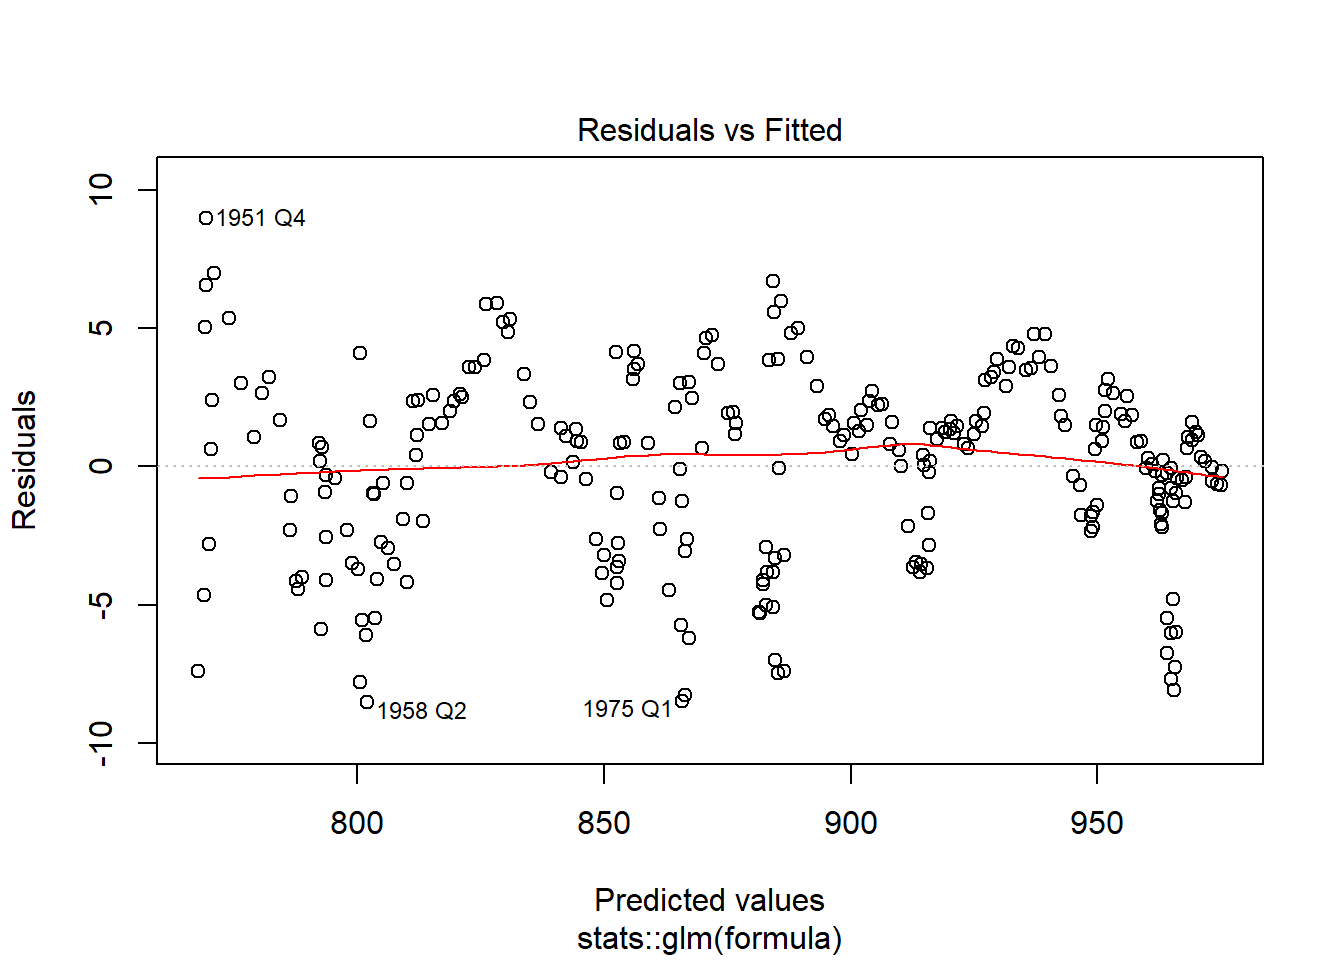 Residuals vs Fitted
10
5
0
-5
-10
Residuals
1951 Q4
1958 Q2
1975 Q1
800
850
900
950
Predicted values
stats::glm(formula)